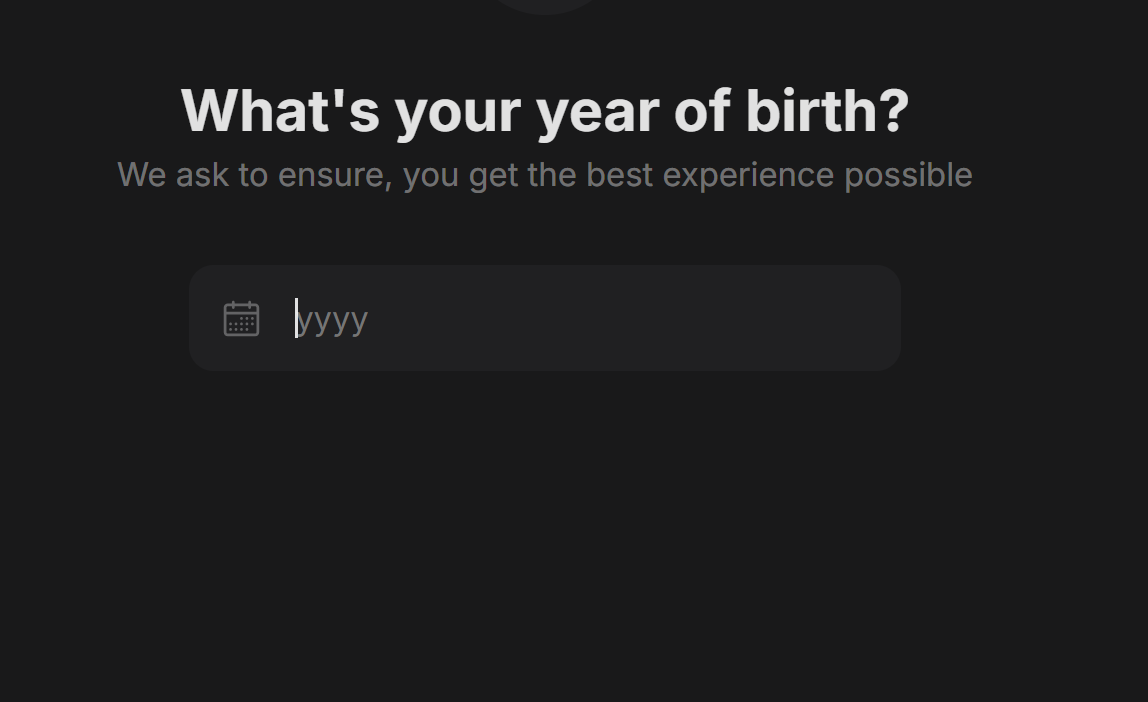 What's your year of birth?
We ask to ensure, you get the best experience possible
yyyy